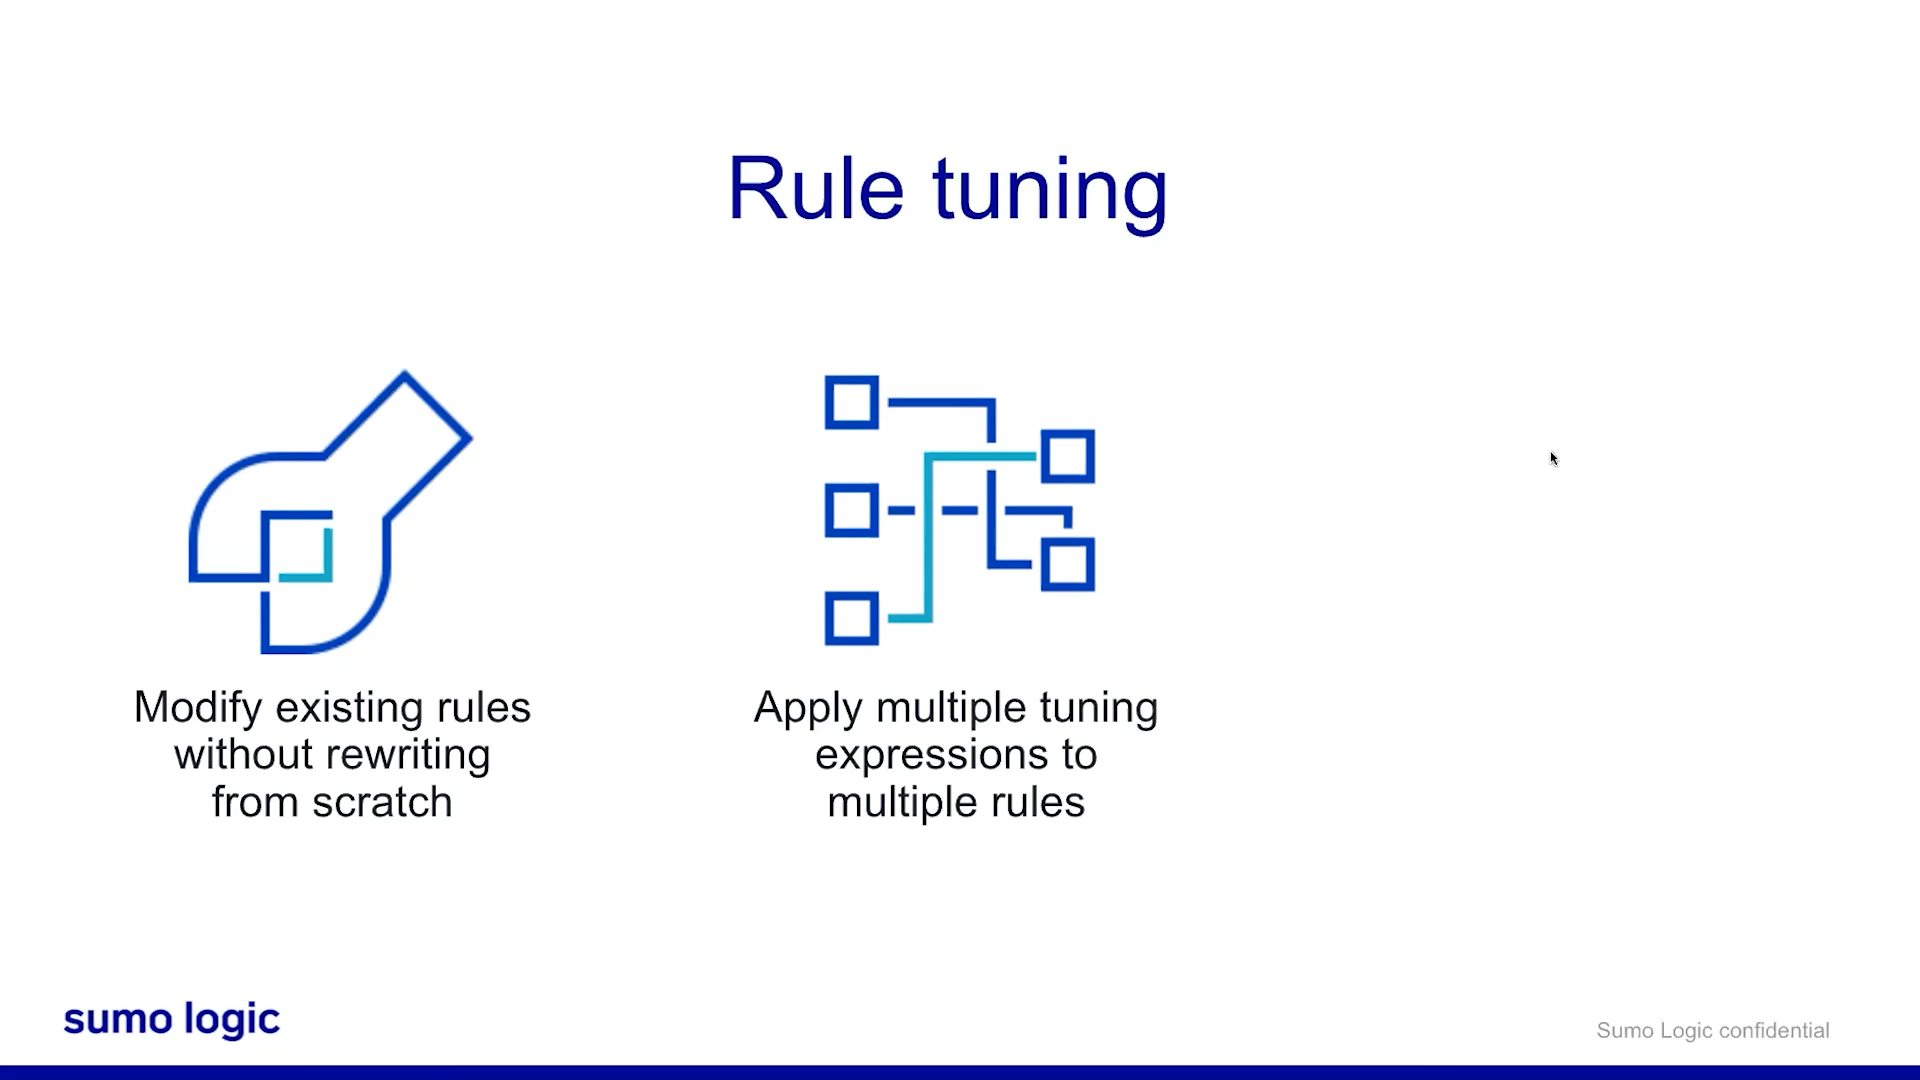 Rule tuning
Modify existing rules
without rewriting
from scratch
Apply multiple tuning
expressions to
multiple rules
sumo logic
Sumo Logic confidential